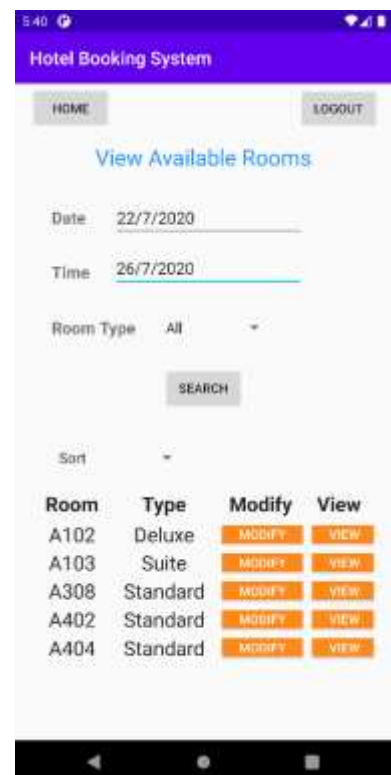 5:40
Hotel Booking System
HOME LOGOUT
View Available Rooms
Date 22/7/2020
Time 26/7/2020
Room Type All
SEARCH
Sort
Room Type Modify View
A102 Deluxe MODIFY VIEW
A103 Suite MODIFY VIEW
A308 Standard MODIFY VIEW
A402 Standard MODIFY VIEW
A404 Standard MODIFY VIEW